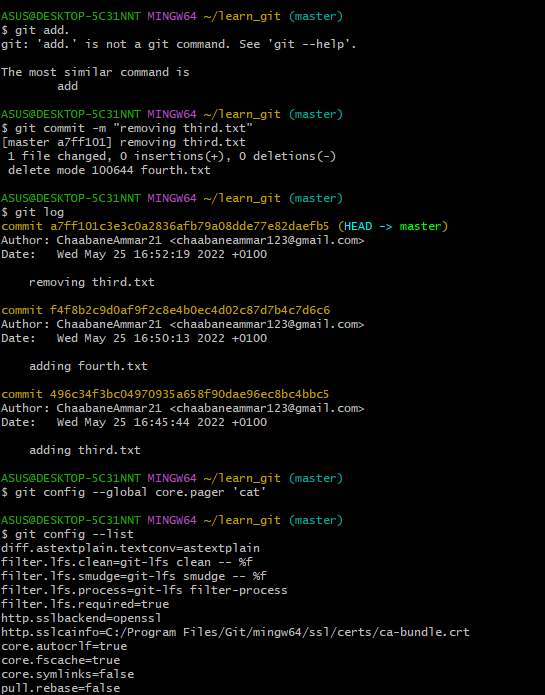 ASUS@DESKTOP-5C31NNT MINGW64 ~/learn_git (master)
$ git add.
git: 'add.' is not a git command. See 'git --help'.
The most similar command is
add
ASUS@DESKTOP-5C31NNT MINGW64 ~/learn_git (master)
$ git commit -m "removing third.txt"
[master a7ff101] removing third.txt
1 file changed, 0 insertions(+), 0 deletions(-)
delete mode 100644 fourth.txt
ASUS@DESKTOP-5C31NNT MINGW64 ~/learn_git (master)
$ git log
commit a7ff101c3e3c0a2836afb79a08dde77e82daefb5 (HEAD -> master)
Author: ChaabaneAmmar21 <chaabaneammar123@gmail.com>
Date:   Wed May 25 16:52:19 2022 +0100
removing third.txt
commit f4f8b2c9d0af9f2c8e4b0ec4d02c87d7b4c7d6c6
Author: ChaabaneAmmar21 <chaabaneammar123@gmail.com>
Date:   Wed May 25 16:50:13 2022 +0100
adding fourth.txt
commit 496c34f3bc04970935a658f90dae96ec8bc4bbc5
Author: ChaabaneAmmar21 <chaabaneammar123@gmail.com>
Date:   Wed May 25 16:45:44 2022 +0100
adding third.txt
ASUS@DESKTOP-5C31NNT MINGW64 ~/learn_git (master)
$ git config --global core.pager 'cat'
ASUS@DESKTOP-5C31NNT MINGW64 ~/learn_git (master)
$ git config --list
diff.astextplain.textconv=astextplain
filter.lfs.clean=git-lfs clean -- %f
filter.lfs.smudge=git-lfs smudge -- %f
filter.lfs.process=git-lfs filter-process
filter.lfs.required=true
http.sslbackend=openssl
http.sslcainfo=C:/Program Files/Git/mingw64/ssl/certs/ca-bundle.crt
core.autocrlf=true
core.fscache=true
core.symlinks=false
pull.rebase=false